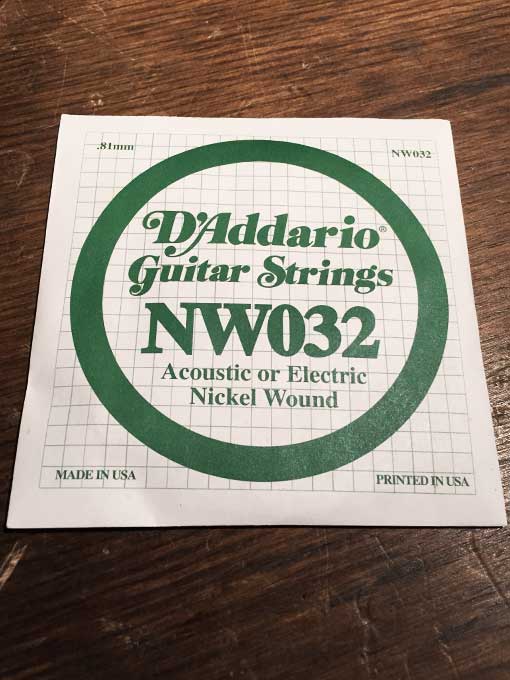 .81mm
NW032
D'Addario®
Guitar Strings
NW032
Acoustic or Electric
Nickel Wound
MADE IN USA
PRINTED IN USA